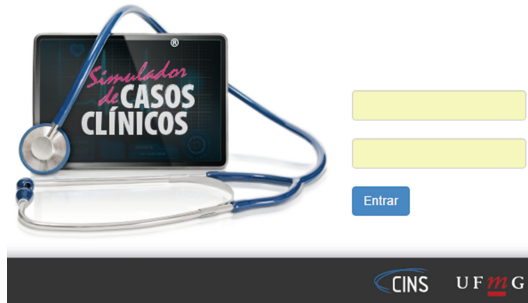 ®
Simulador
de CASOS
CLÍNICOS
Entrar
CINS
UFmG